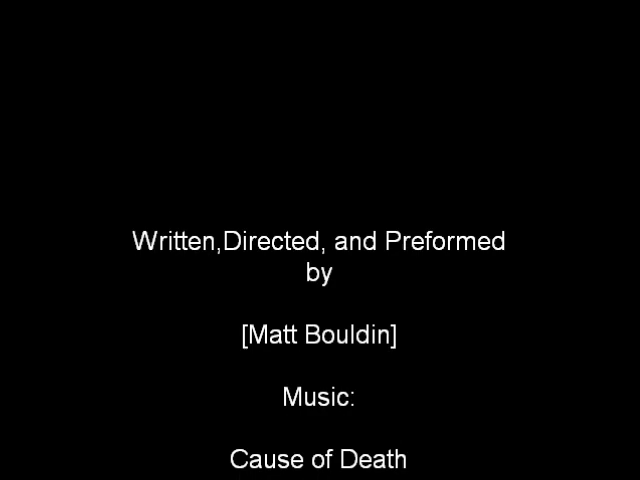 Written,Directed, and Preformed
by
[Matt Bouldin]
Music:
Cause of Death